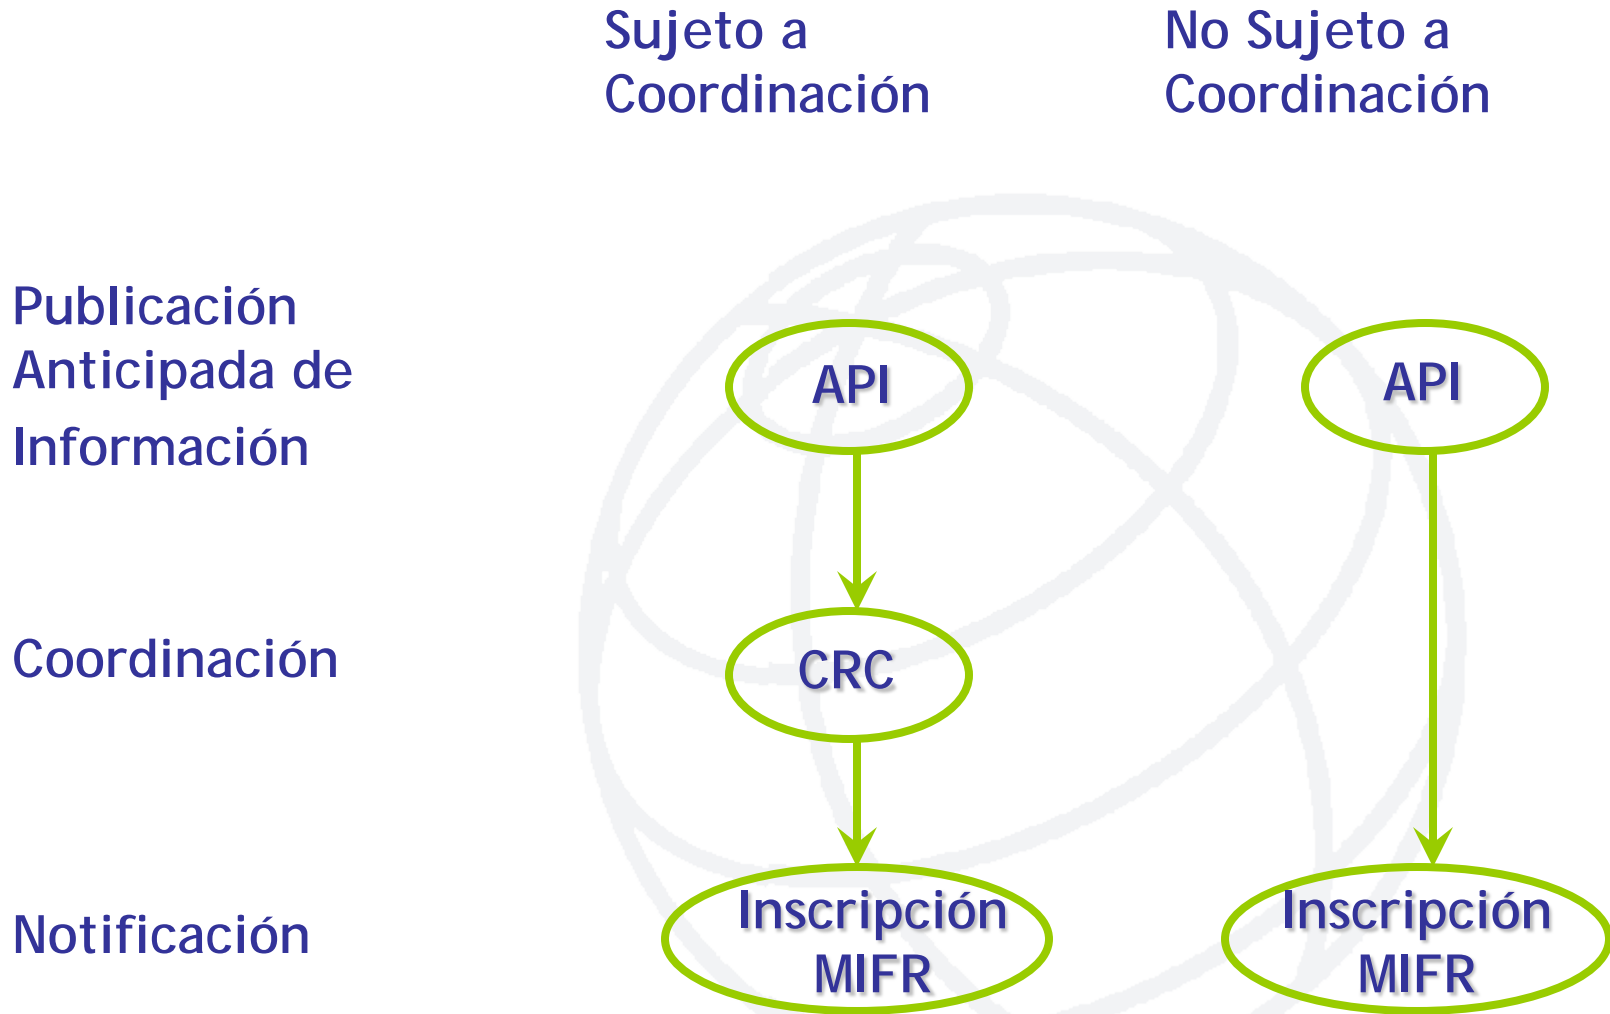 Sujeto a
Coordinación
No Sujeto a
Coordinación
Publicación
Anticipada de
Información
API
API
Coordinación
CRC
Notificación
Inscripción
MIFR
Inscripción
MIFR